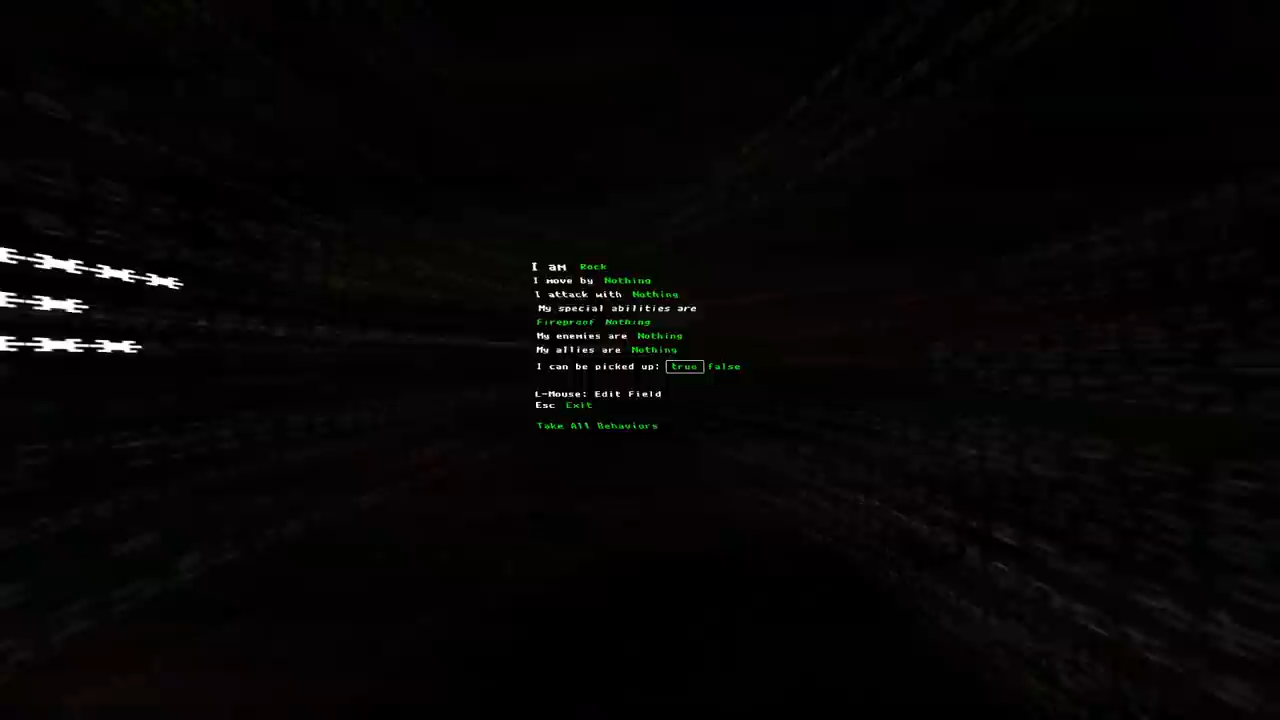 I am Rock
I move by Nothing
I attack with Nothing
My special abilities are
Fireproof Nothing
My enemies are Nothing
My allies are Nothing
I can be picked up: true false
L-Mouse: Edit Field
Esc Exit
Take All Behaviors